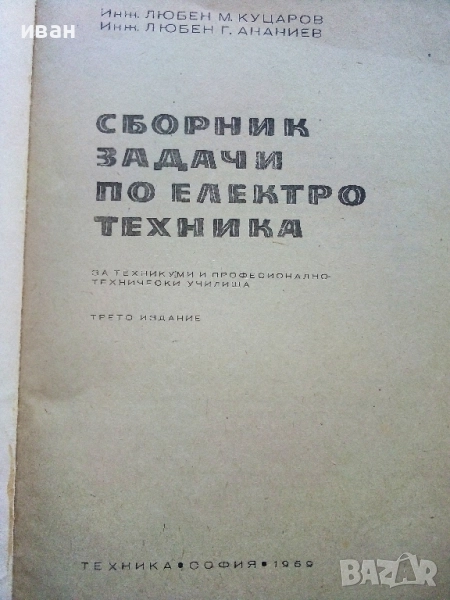 иван
Инж. ЛЮБЕН М. КУЦАРОВ
Инж. ЛЮБЕН Г. АНАНИЕВ
СБОРНИК
ЗАДАЧИ
ПО ЕЛЕКТРО
ТЕХНИКА
ЗА ТЕХНИКУМИ И ПРОФЕСИОНАЛНО-
ТЕХНИЧЕСКИ УЧИЛИЩА
ТРЕТО ИЗДАНИЕ
ТЕХНИКА • СОФИЯ • 1969
BAZAR